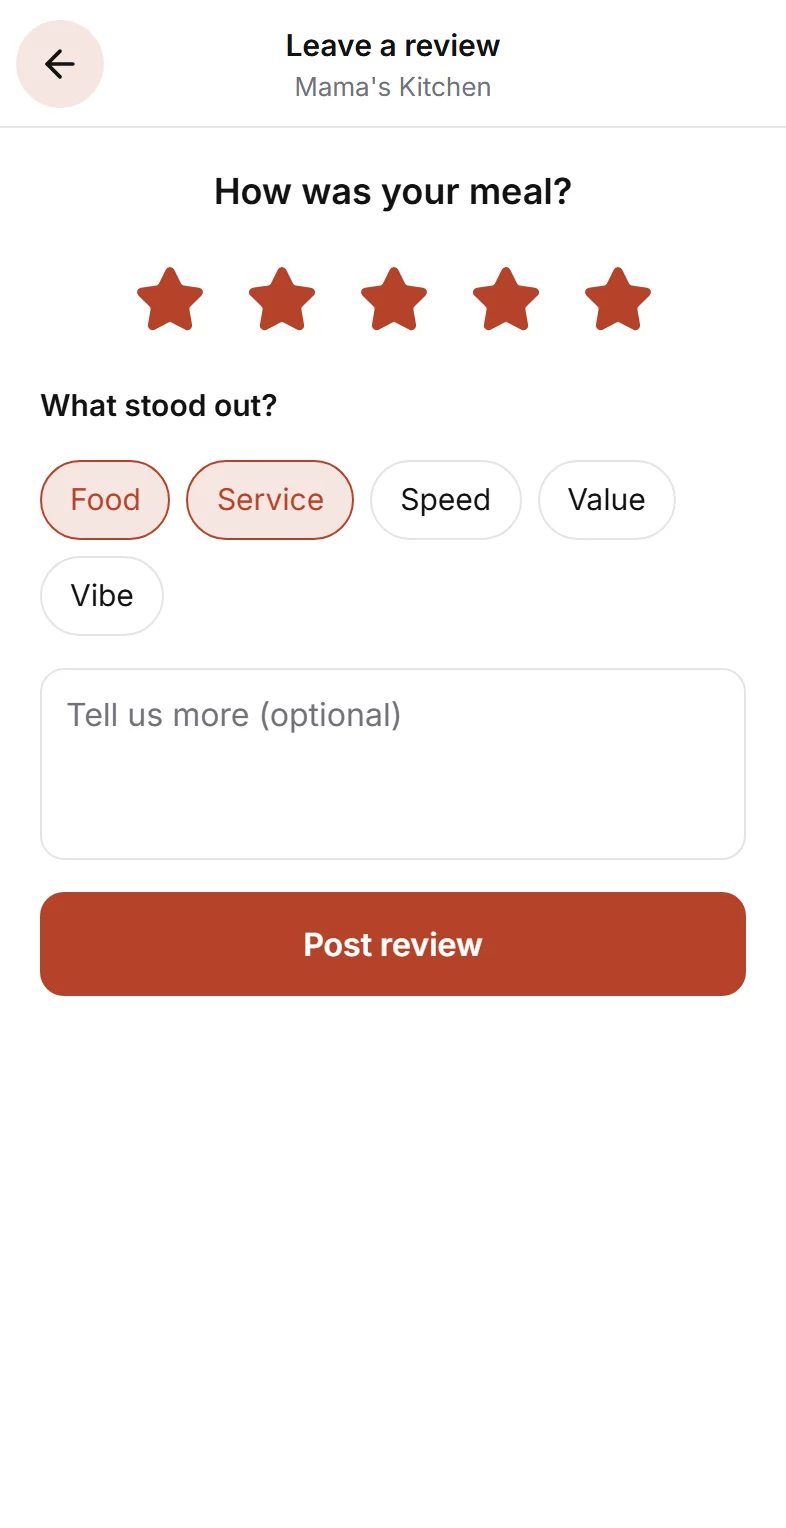 Leave a review
Mama's Kitchen
How was your meal?
What stood out?
Food Service Speed Value
Vibe
Tell us more (optional)
Post review